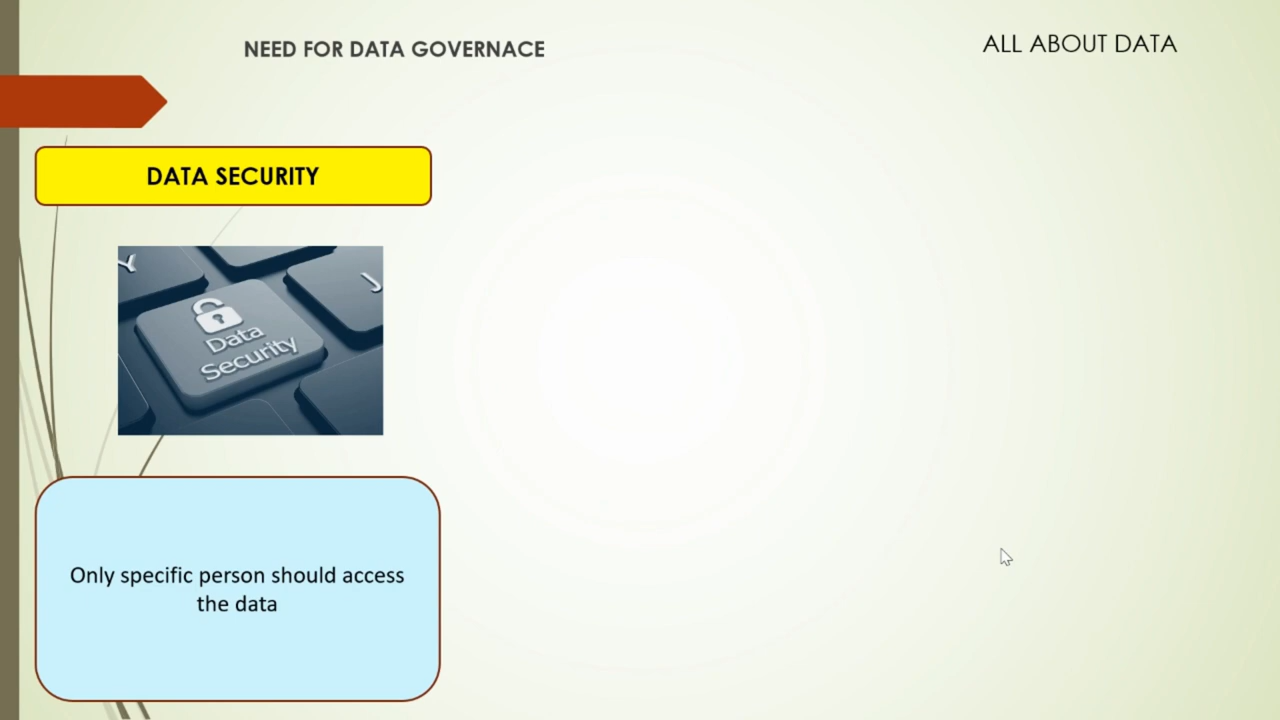 NEED FOR DATA GOVERNACE
ALL ABOUT DATA
DATA SECURITY
Y
J
Data
Security
Only specific person should access
the data